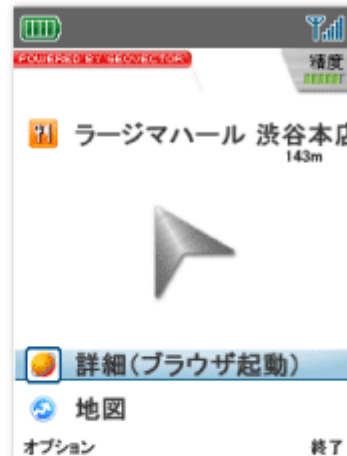 POWERED BY GEOVECTOR
精度
ラージマハール 渋谷本店
143m
詳細(ブラウザ起動)
地図
オプション
終了